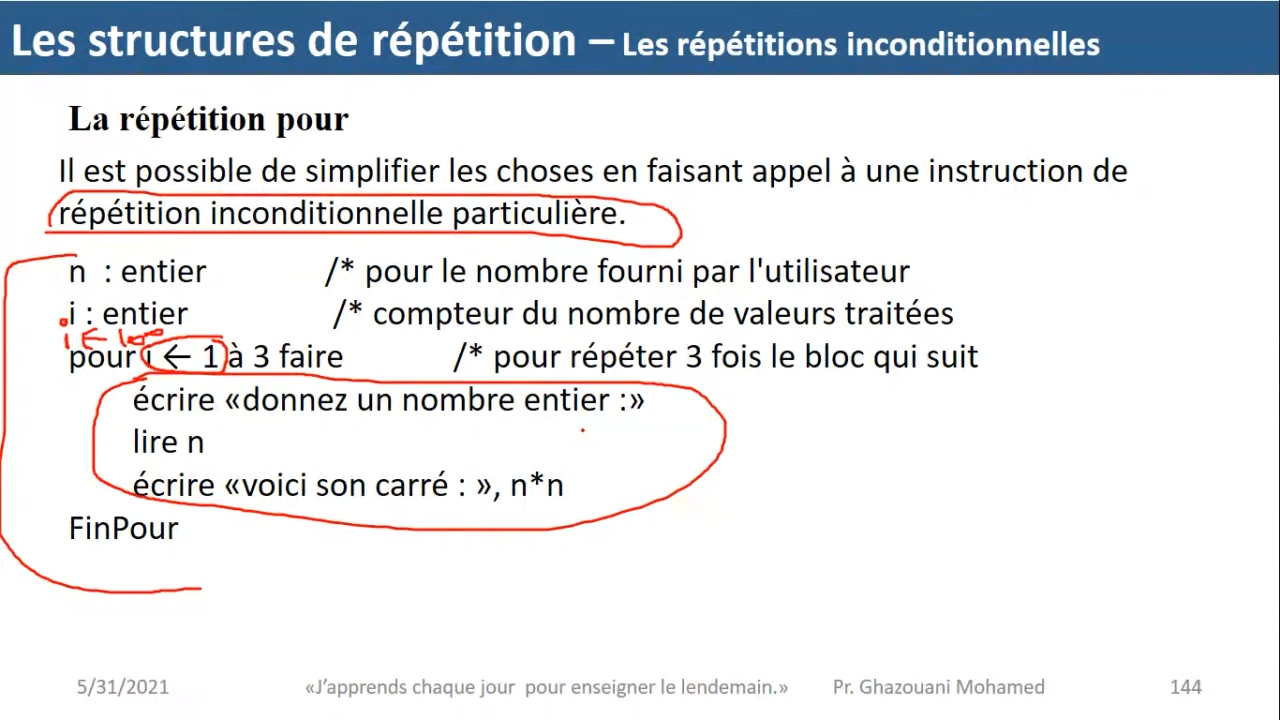 Les structures de répétition – Les répétitions inconditionnelles
La répétition pour
Il est possible de simplifier les choses en faisant appel à une instruction de
répétition inconditionnelle particulière.
n : entier /* pour le nombre fourni par l'utilisateur
i : entier /* compteur du nombre de valeurs traitées
i ←
pour i ← 1 à 3 faire /* pour répéter 3 fois le bloc qui suit
écrire «donnez un nombre entier :»
lire n
écrire «voici son carré : », n*n
FinPour
5/31/2021 «J’apprends chaque jour pour enseigner le lendemain.» Pr. Ghazouani Mohamed 144